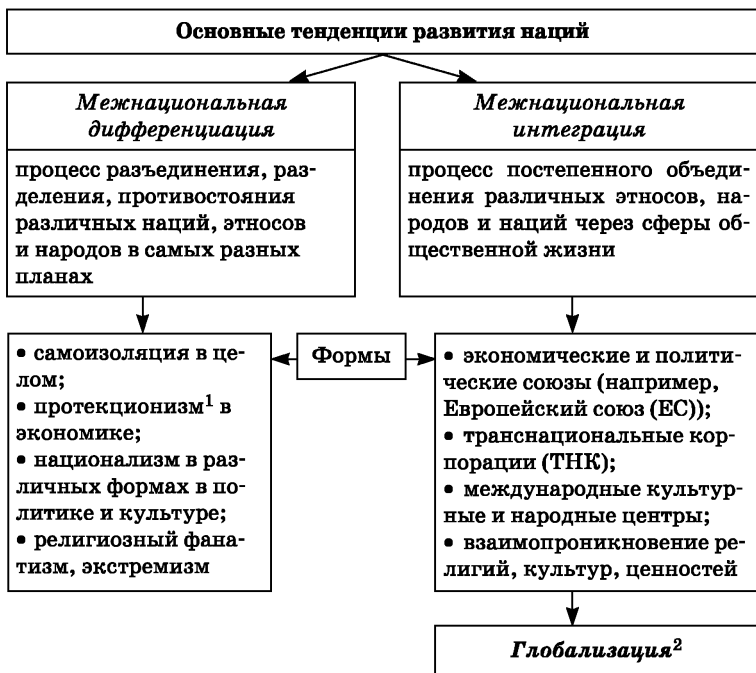 Основные тенденции развития наций
Межнациональная
дифференциация
процесс разъединения, раз-
деления, противостояния
различных наций, этносов
и народов в самых разных
планах
Межнациональная
интеграция
процесс постепенного объеди-
нения различных этносов, на-
родов и наций через сферы об-
щественной жизни
Формы
• самоизоляция в це-
лом;
• протекционизм¹ в
экономике;
• национализм в раз-
личных формах в по-
литике и культуре;
• религиозный фана-
тизм, экстремизм
• экономические и полити-
ческие союзы (например,
Европейский союз (ЕС));
• транснациональные кор-
порации (ТНК);
• международные культур-
ные и народные центры;
• взаимопроникновение ре-
лигий, культур, ценностей
Глобализация²